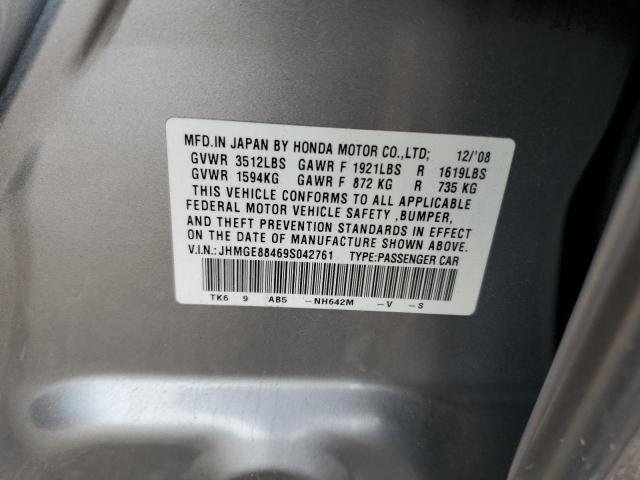 MFD.IN JAPAN BY HONDA MOTOR CO.,LTD; 12/'08
GVWR 3512LBS GAWR F 1921LBS R 1619LBS
GVWR 1594KG GAWR F 872 KG R 735 KG
THIS VEHICLE CONFORMS TO ALL APPLICABLE
FEDERAL MOTOR VEHICLE SAFETY ,BUMPER,
AND THEFT PREVENTION STANDARDS IN EFFECT
ON THE DATE OF MANUFACTURE SHOWN ABOVE.
V.I.N.: JHMGE88469S042761 TYPE:PASSENGER CAR
TK6 9 AB5 -NH642M -V -S